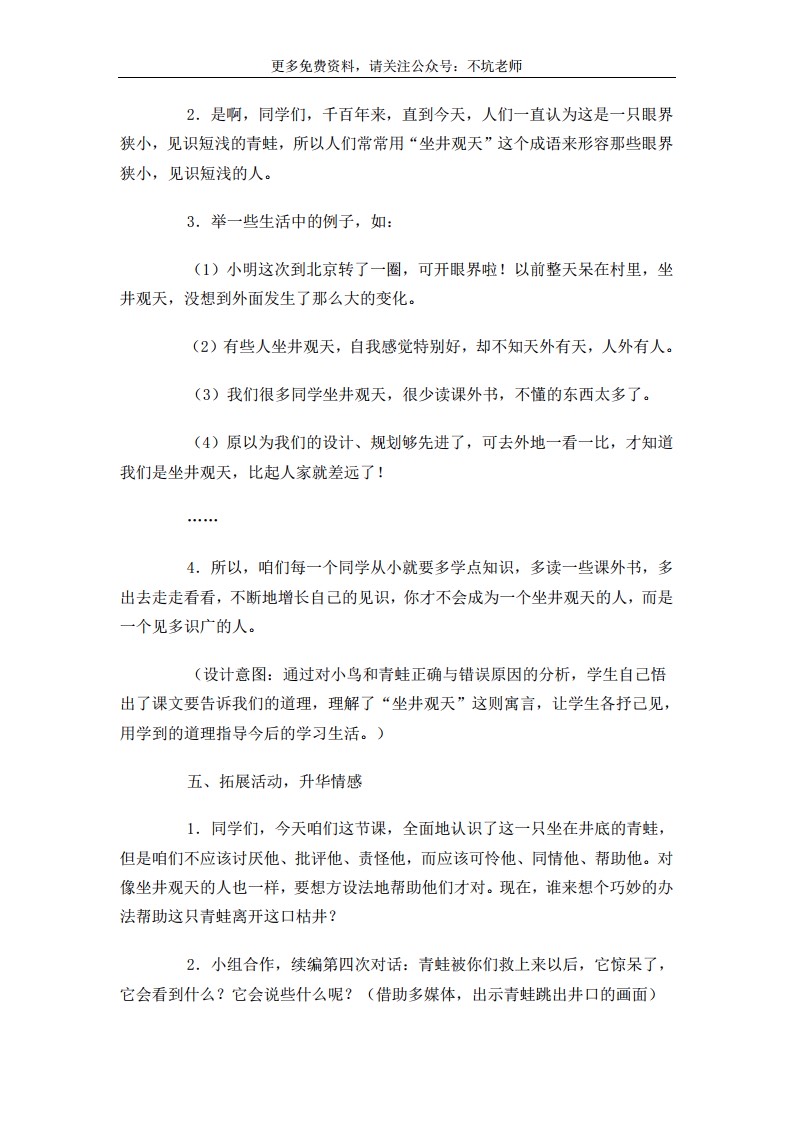 更多免费资料，请关注公众号：不坑老师
2．是啊，同学们，千百年来，直到今天，人们一直认为这是一只眼界
狭小，见识短浅的青蛙，所以人们常常用“坐井观天”这个成语来形容那些眼界
狭小，见识短浅的人。
3．举一些生活中的例子，如：
（1）小明这次到北京转了一圈，可开眼界啦！以前整天呆在村里，坐
井观天，没想到外面发生了那么大的变化。
（2）有些人坐井观天，自我感觉特别好，却不知天外有天，人外有人。
（3）我们很多同学坐井观天，很少读课外书，不懂的东西太多了。
（4）原以为我们的设计、规划够先进了，可去外地一看一比，才知道
我们是坐井观天，比起人家就差远了！
……
4．所以，咱们每一个同学从小就要多学点知识，多读一些课外书，多
出去走走看看，不断地增长自己的见识，你才不会成为一个坐井观天的人，而是
一个见多识广的人。
（设计意图：通过对小鸟和青蛙正确与错误原因的分析，学生自己悟
出了课文要告诉我们的道理，理解了“坐井观天”这则寓言，让学生各抒己见，
用学到的道理指导今后的学习生活。）
五、拓展活动，升华情感
1．同学们，今天咱们这节课，全面地认识了这一只坐在井底的青蛙，
但是咱们不应该讨厌他、批评他、责怪他，而应该可怜他、同情他、帮助他。对
像坐井观天的人也一样，要想方设法地帮助他们才对。现在，谁来想个巧妙的办
法帮助这只青蛙离开这口枯井？
2．小组合作，续编第四次对话：青蛙被你们救上来以后，它惊呆了，
它会看到什么？它会说些什么呢？（借助多媒体，出示青蛙跳出井口的画面）